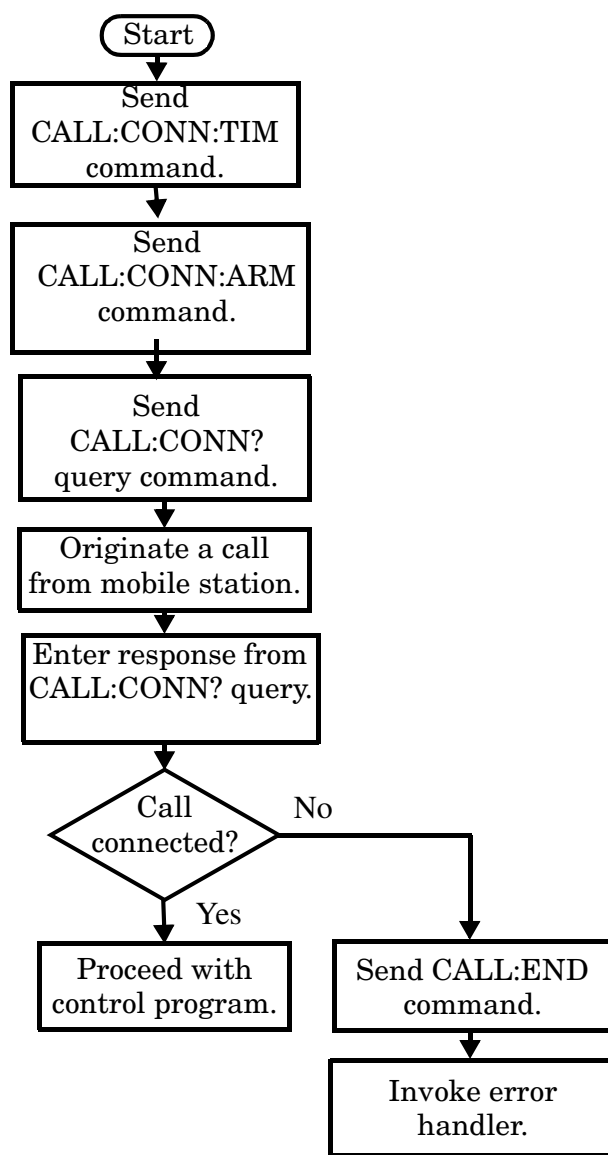 Start
Send
CALL:CONN:TIM
command.
Send
CALL:CONN:ARM
command.
Send
CALL:CONN?
query command.
Originate a call
from mobile station.
Enter response from
CALL:CONN? query.
Call
connected?
No
Yes
Proceed with
control program.
Send CALL:END
command.
Invoke error
handler.